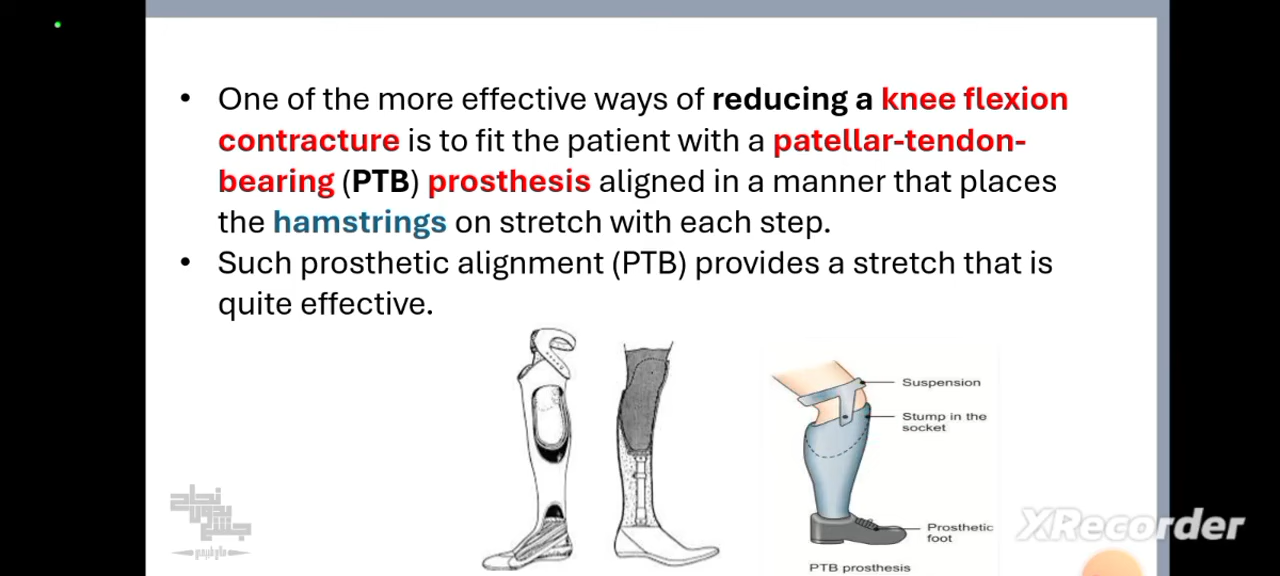 • One of the more effective ways of reducing a knee flexion
contracture is to fit the patient with a patellar-tendon-
bearing (PTB) prosthesis aligned in a manner that places
the hamstrings on stretch with each step.
• Such prosthetic alignment (PTB) provides a stretch that is
quite effective.
Suspension
Stump in the
socket
Prosthetic
foot
PTB prosthesis
XRecorder